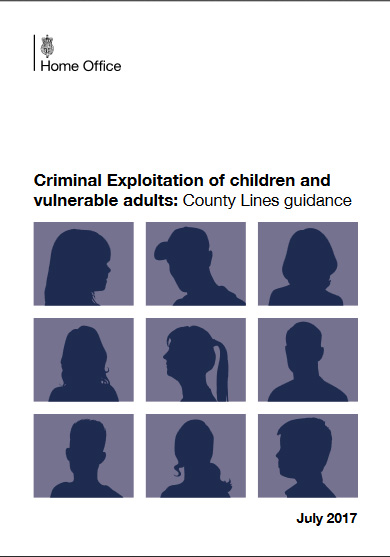 Home Office
Criminal Exploitation of children and
vulnerable adults: County Lines guidance
July 2017